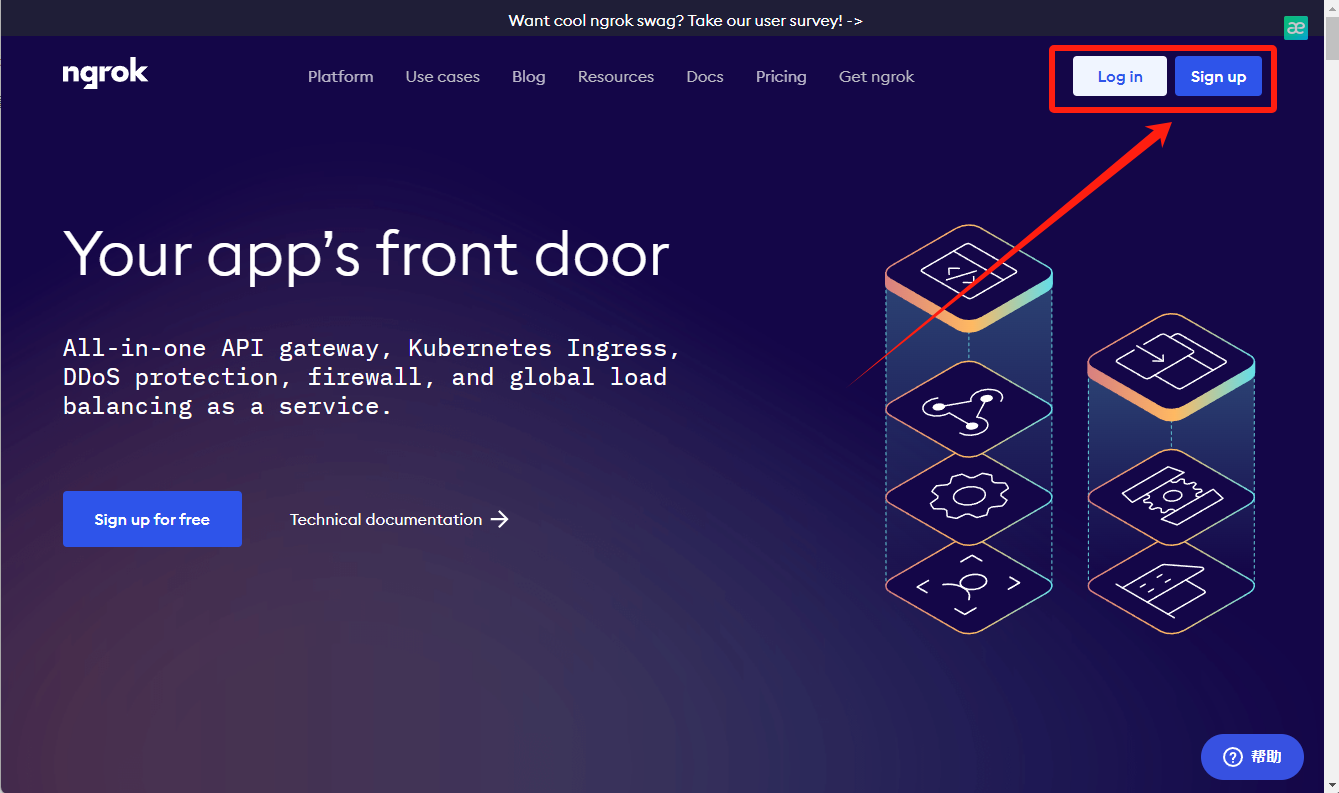 Want cool ngrok swag? Take our user survey! ->
æ
ngrok
Platform
Use cases
Blog
Resources
Docs
Pricing
Get ngrok
Log in
Sign up
Your app’s front door
All-in-one API gateway, Kubernetes Ingress,
DDoS protection, firewall, and global load
balancing as a service.
Sign up for free
Technical documentation →
? 帮助